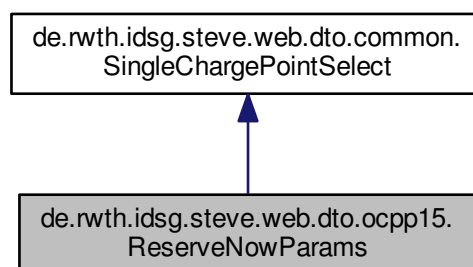 de.rwth.idsg.steve.web.dto.common.
SingleChargePointSelect
de.rwth.idsg.steve.web.dto.ocpp15.
ReserveNowParams